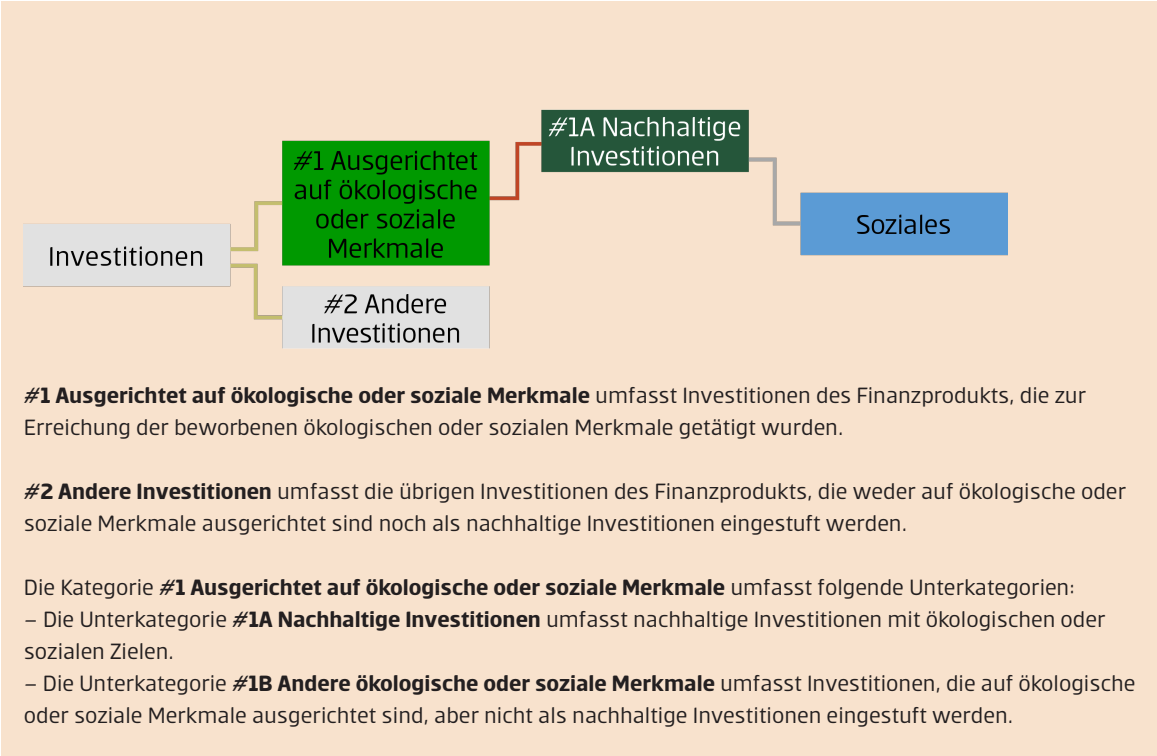 #1A Nachhaltige
Investitionen
#1 Ausgerichtet
auf ökologische
oder soziale
Merkmale
Soziales
Investitionen
#2 Andere
Investitionen
#1 Ausgerichtet auf ökologische oder soziale Merkmale umfasst Investitionen des Finanzprodukts, die zur
Erreichung der beworbenen ökologischen oder sozialen Merkmale getätigt wurden.
#2 Andere Investitionen umfasst die übrigen Investitionen des Finanzprodukts, die weder auf ökologische oder
soziale Merkmale ausgerichtet sind noch als nachhaltige Investitionen eingestuft werden.
Die Kategorie #1 Ausgerichtet auf ökologische oder soziale Merkmale umfasst folgende Unterkategorien:
– Die Unterkategorie #1A Nachhaltige Investitionen umfasst nachhaltige Investitionen mit ökologischen oder
sozialen Zielen.
– Die Unterkategorie #1B Andere ökologische oder soziale Merkmale umfasst Investitionen, die auf ökologische
oder soziale Merkmale ausgerichtet sind, aber nicht als nachhaltige Investitionen eingestuft werden.